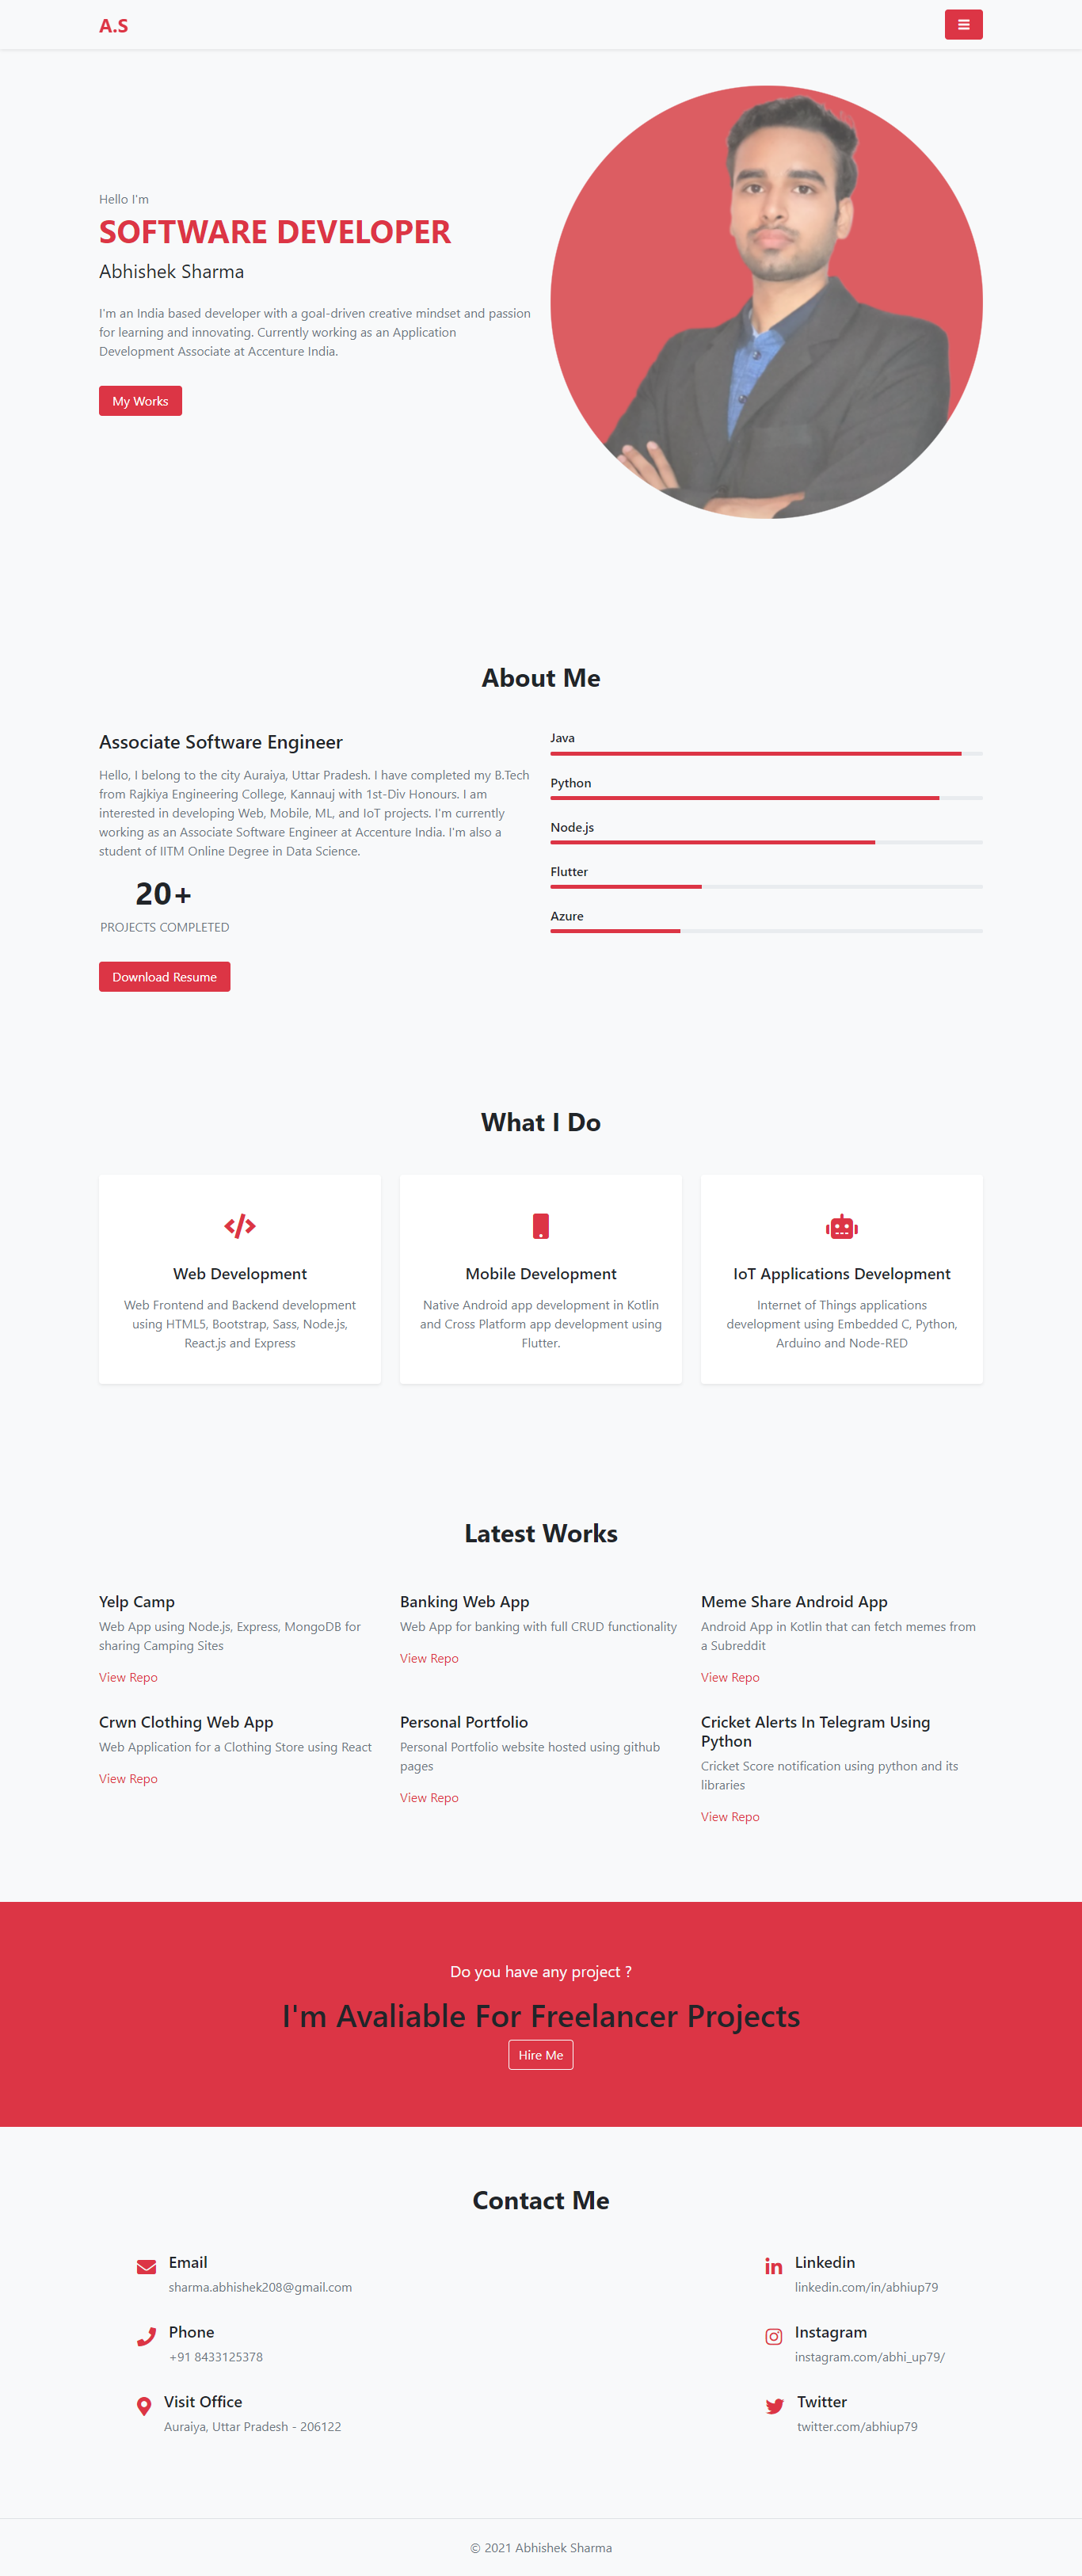 A.S
Hello I'm
SOFTWARE DEVELOPER
Abhishek Sharma
I'm an India based developer with a goal-driven creative mindset and passion
for learning and innovating. Currently working as an Application
Development Associate at Accenture India.
My Works
About Me
Associate Software Engineer
Hello, I belong to the city Auraiya, Uttar Pradesh. I have completed my B.Tech
from Rajkiya Engineering College, Kannauj with 1st-Div Honours. I am
interested in developing Web, Mobile, ML, and IoT projects. I'm currently
working as an Associate Software Engineer at Accenture India. I'm also a
student of IITM Online Degree in Data Science.
20+
PROJECTS COMPLETED
Download Resume
Java
Python
Node.js
Flutter
Azure
What I Do
Web Development
Web Frontend and Backend development
using HTML5, Bootstrap, Sass, Node.js,
React.js and Express
Mobile Development
Native Android app development in Kotlin
and Cross Platform app development using
Flutter.
IoT Applications Development
Internet of Things applications
development using Embedded C, Python,
Arduino and Node-RED
Latest Works
Yelp Camp
Web App using Node.js, Express, MongoDB for
sharing Camping Sites
View Repo
Banking Web App
Web App for banking with full CRUD functionality
View Repo
Meme Share Android App
Android App in Kotlin that can fetch memes from
a Subreddit
View Repo
Crwn Clothing Web App
Web Application for a Clothing Store using React
View Repo
Personal Portfolio
Personal Portfolio website hosted using github
pages
View Repo
Cricket Alerts In Telegram Using
Python
Cricket Score notification using python and its
libraries
View Repo
Do you have any project ?
I'm Avaliable For Freelancer Projects
Hire Me
Contact Me
Email
sharma.abhishek208@gmail.com
Phone
+91 8433125378
Visit Office
Auraiya, Uttar Pradesh - 206122
Linkedin
linkedin.com/in/abhiup79
Instagram
instagram.com/abhi_up79/
Twitter
twitter.com/abhiup79
© 2021 Abhishek Sharma